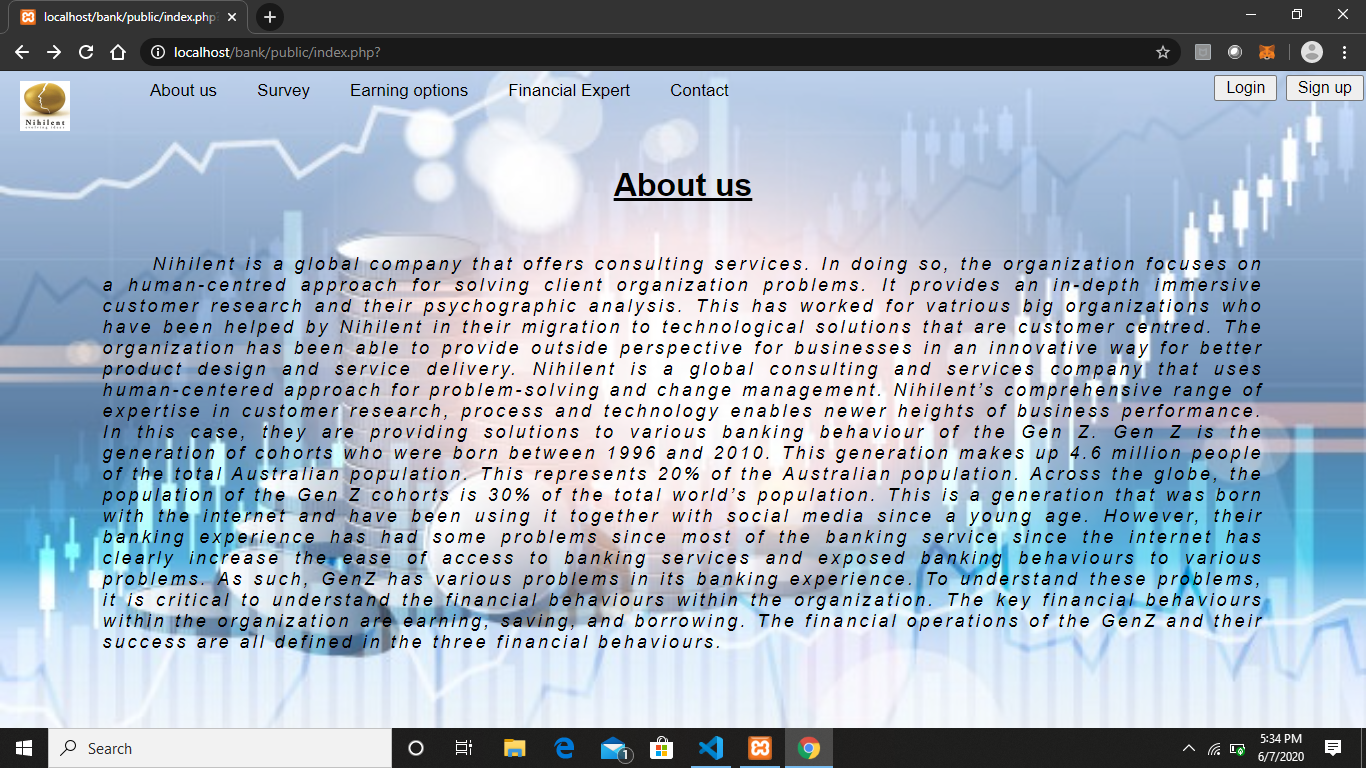 localhost/bank/public/index.php
localhost/bank/public/index.php?
Nihilent
About us Survey Earning options Financial Expert Contact Login Sign up
About us
Nihilent is a global company that offers consulting services. In doing so, the organization focuses on
a human-centred approach for solving client organization problems. It provides an in-depth immersive
customer research and their psychographic analysis. This has worked for vatrious big organizations who
have been helped by Nihilent in their migration to technological solutions that are customer centred. The
organization has been able to provide outside perspective for businesses in an innovative way for better
product design and service delivery. Nihilent is a global consulting and services company that uses
human-centered approach for problem-solving and change management. Nihilent’s comprehensive range of
expertise in customer research, process and technology enables newer heights of business performance.
In this case, they are providing solutions to various banking behaviour of the Gen Z. Gen Z is the
generation of cohorts who were born between 1996 and 2010. This generation makes up 4.6 million people
of the total Australian population. This represents 20% of the Australian population. Across the globe, the
population of the Gen Z cohorts is 30% of the total world’s population. This is a generation that was born
with the internet and have been using it together with social media since a young age. However, their
banking experience has had some problems since most of the banking service since the internet has
clearly increase the ease of access to banking services and exposed banking behaviours to various
problems. As such, GenZ has various problems in its banking experience. To understand these problems,
it is critical to understand the financial behaviours within the organization. The key financial behaviours
within the organization are earning, saving, and borrowing. The financial operations of the GenZ and their
success are all defined in the three financial behaviours.
Search
1
5:34 PM
6/7/2020